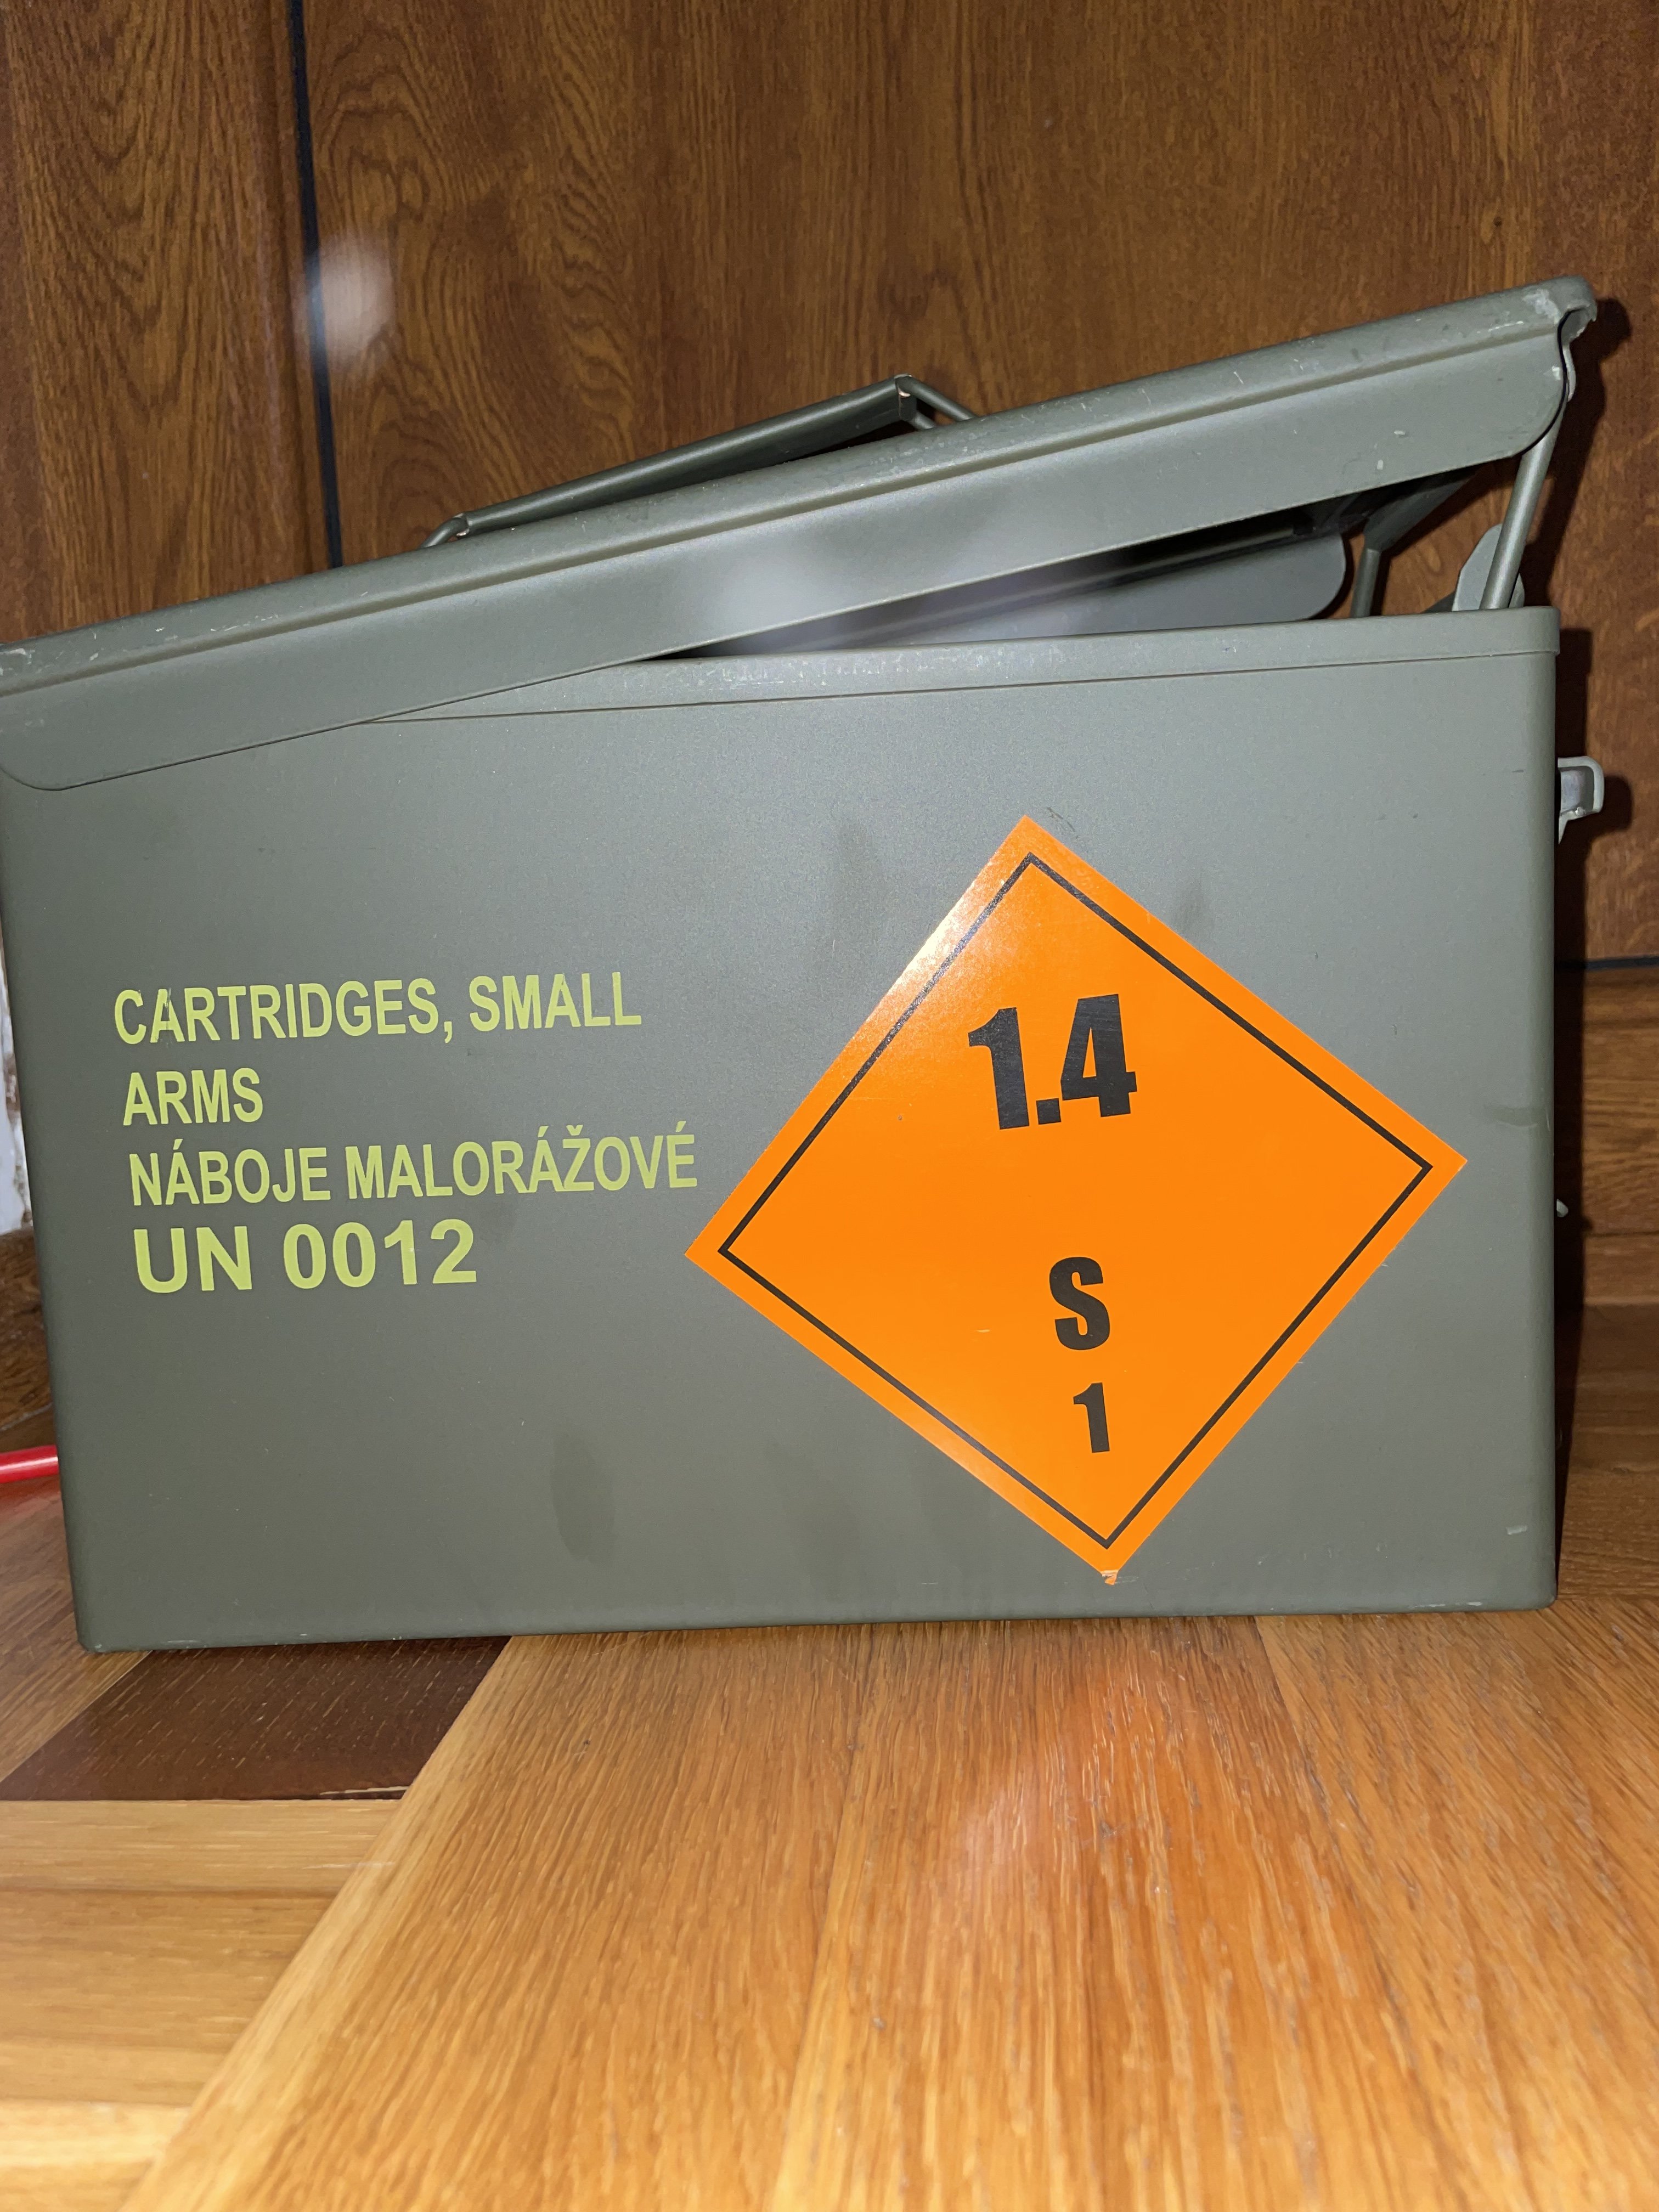 CARTRIDGES, SMALL
ARMS
NÁBOJE MALORÁŽOVÉ
UN 0012
1.4
S
1